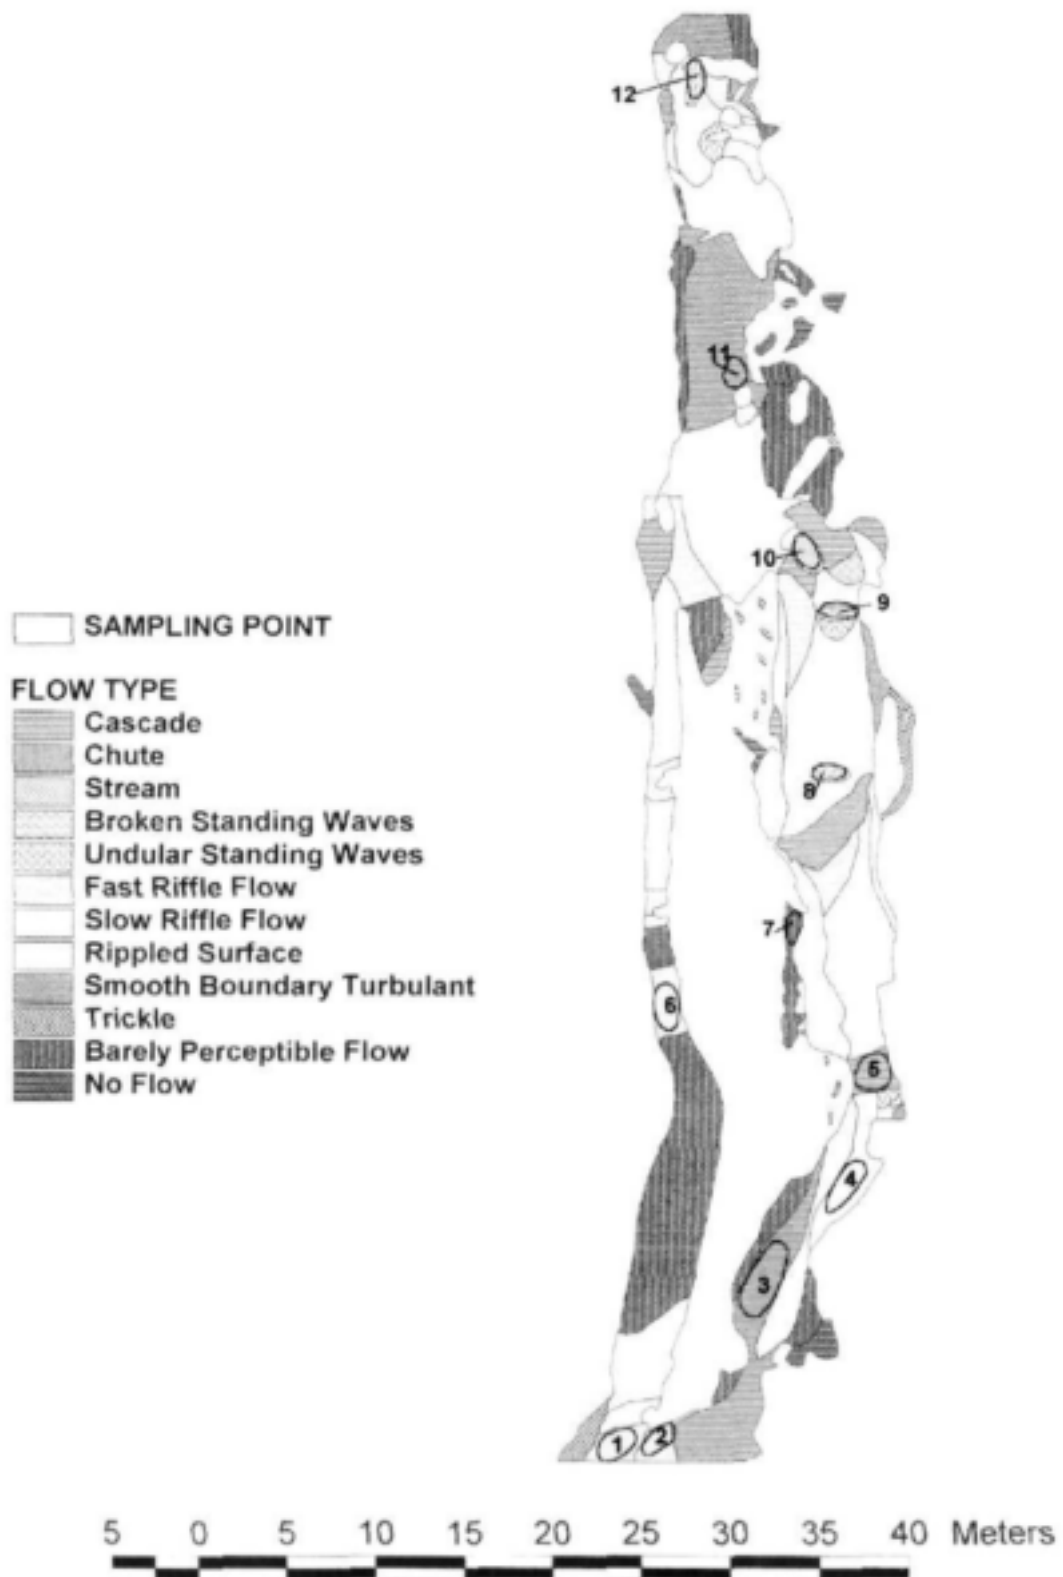 12
11
10
9
SAMPLING POINT
FLOW TYPE
Cascade
Chute
Stream
8
Broken Standing Waves
Undular Standing Waves
Fast Riffle Flow
Slow Riffle Flow
7
Rippled Surface
Smooth Boundary Turbulant
6
Trickle
Barely Perceptible Flow
5
No Flow
4
3
1 2
5 0 5 10 15 20 25 30 35 40 Meters